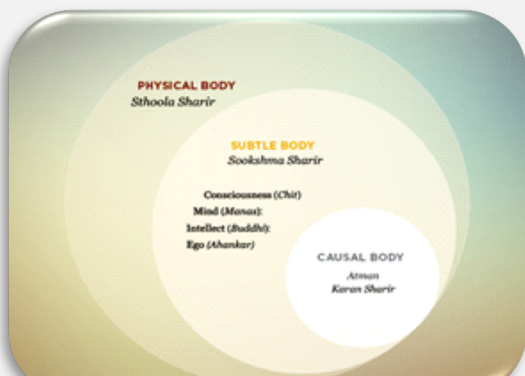 PHYSICAL BODY
Sthoola Sharir
SUBTLE BODY
Sookshma Sharir
Consciousness (Chit)
Mind (Manas):
Intellect (Buddhi):
Ego (Ahankar)
CAUSAL BODY
Atman
Karan Sharir